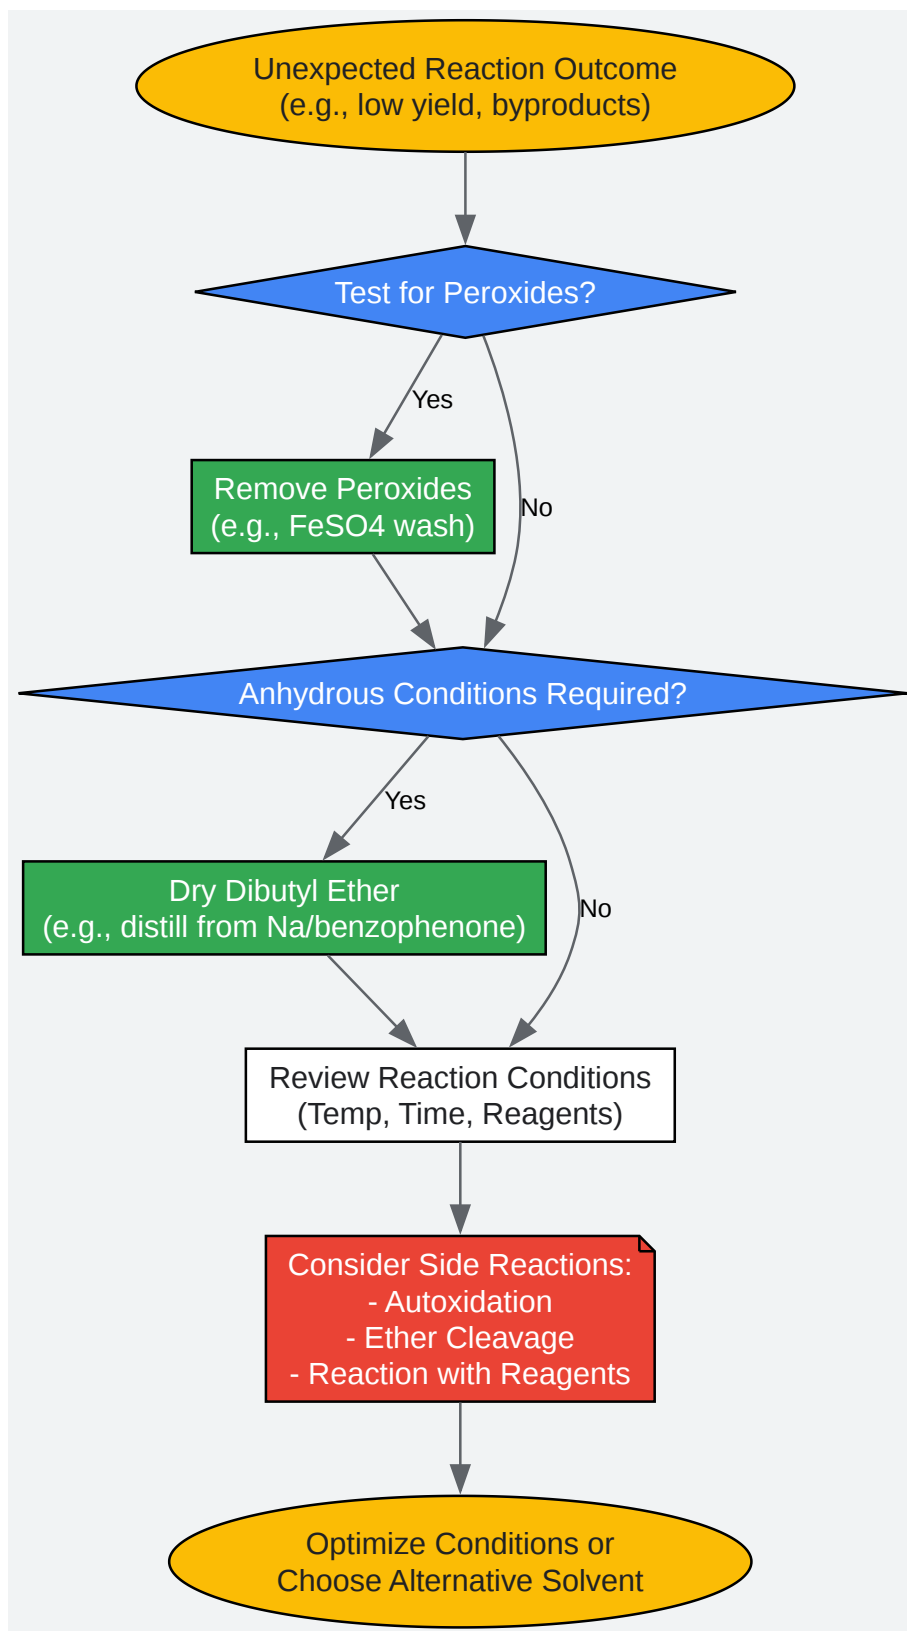 Unexpected Reaction Outcome
(e.g., low yield, byproducts)
Test for Peroxides?
Yes
Remove Peroxides
(e.g., FeSO4 wash)
No
Anhydrous Conditions Required?
Yes
Dry Dibutyl Ether
(e.g., distill from Na/benzophenone)
No
Review Reaction Conditions
(Temp, Time, Reagents)
Consider Side Reactions:
- Autoxidation
- Ether Cleavage
- Reaction with Reagents
Optimize Conditions or
Choose Alternative Solvent